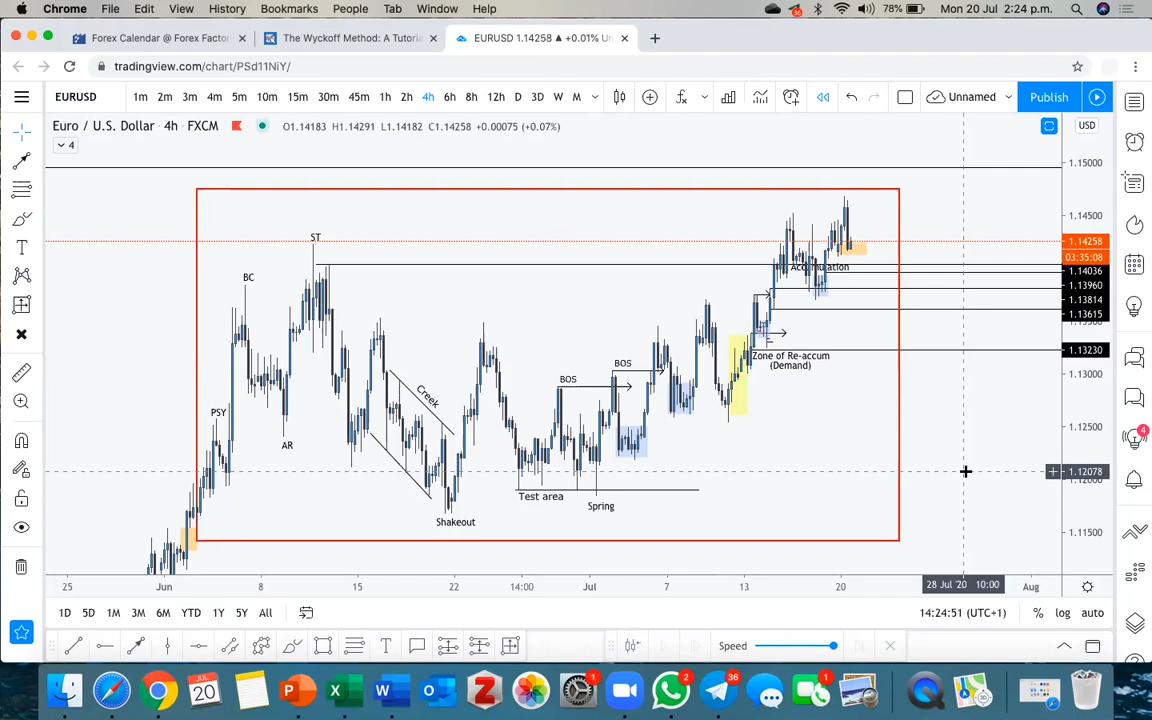 Chrome File Edit View History Bookmarks People Tab Window Help 36 78% Mon 20 Jul 2:24 p.m.
Forex Calendar @ Forex Factor × The Wyckoff Method: A Tutoria × EURUSD 1.14258 ▲ +0.01% Un × +
tradingview.com/chart/PSd11NiY/
EURUSD 1m 2m 3m 4m 5m 10m 15m 30m 45m 1h 2h 4h 6h 8h 12h D 3D W M Unnamed Publish
Euro / U.S. Dollar 4h FXCM O1.14183 H1.14291 L1.14182 C1.14258 +0.00075 (+0.07%) USD
4
1.15000
1.14500
ST
1.14258
03:35:08
Accumulation
1.14036
BC
1.13960
1.13814
1.13615
Zone of Re-accum
(Demand)
1.13230
BOS
BOS
1.13000
Creek
PSY
1.12500
AR
4
1.12078
Test area
Spring
Shakeout
1.11500
25 Jun 8 15 22 14:00 Jul 7 13 20 28 Jul '20 10:00 Aug
1D 5D 1M 3M 6M YTD 1Y 5Y All 14:24:51 (UTC+1) % log auto
Speed
JUL
20
1 2 36 1